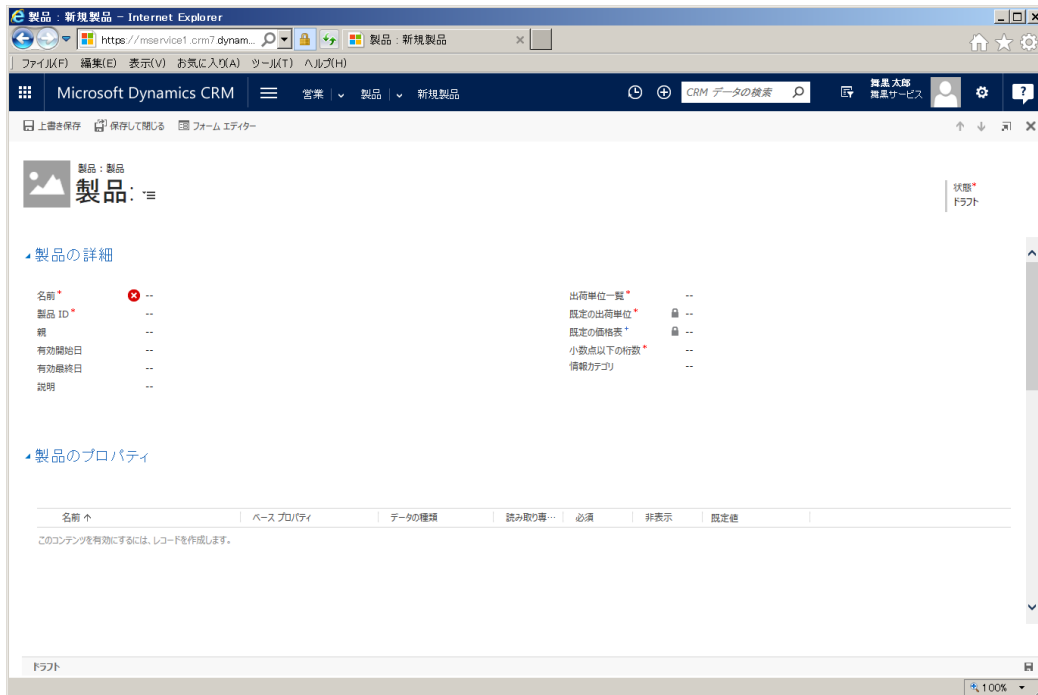 製品 : 新規製品 - Internet Explorer
https://mservice1.crm7.dynam... 製品 : 新規製品
ファイル(F) 編集(E) 表示(V) お気に入り(A) ツール(T) ヘルプ(H)
Microsoft Dynamics CRM 営業 製品 新規製品 CRM データの検索 舞黒 太郎
舞黒サービス
上書き保存 保存して閉じる フォーム エディター
製品 : 製品
製品:
状態*
ドラフト
製品の詳細
名前* --
製品 ID* --
親 --
有効開始日 --
有効最終日 --
説明 --
出荷単位一覧* --
既定の出荷単位* --
既定の価格表+ --
小数点以下の桁数* --
情報カテゴリ --
製品のプロパティ
名前 ↑ ベース プロパティ データの種類 読み取り専… 必須 非表示 既定値
このコンテンツを有効にするには、レコードを作成します。
ドラフト
100%